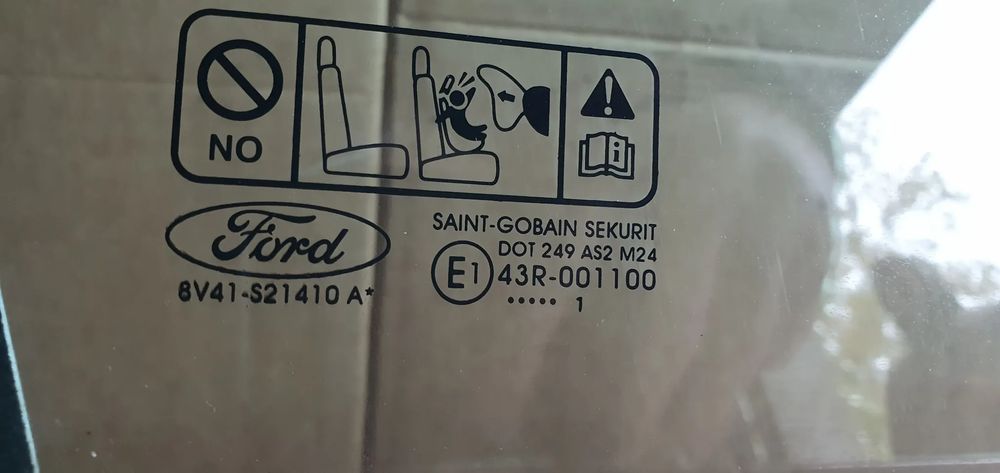 NO
Ford
8V41-S21410 A*
SAINT-GOBAIN SEKURIT
DOT 249 AS2 M24
E1 43R-001100
••••• 1